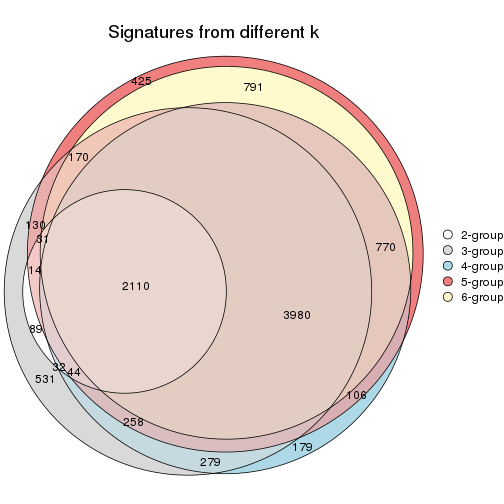 Signatures from different k
425
791
170
130
31
770
14
2110
3980
89
32
44
531
106
258
179
279
2-group
3-group
4-group
5-group
6-group